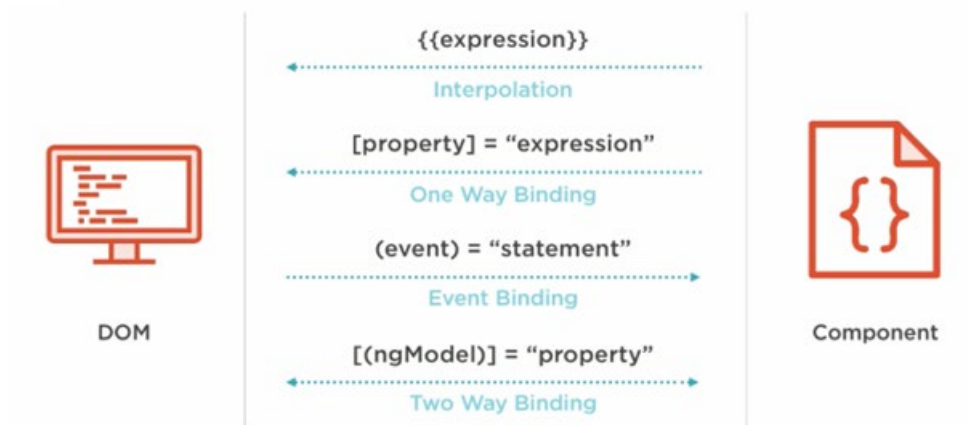 {{expression}}
Interpolation
[property] = “expression”
One Way Binding
(event) = “statement”
Event Binding
[(ngModel)] = “property”
Two Way Binding
DOM
{ }
Component